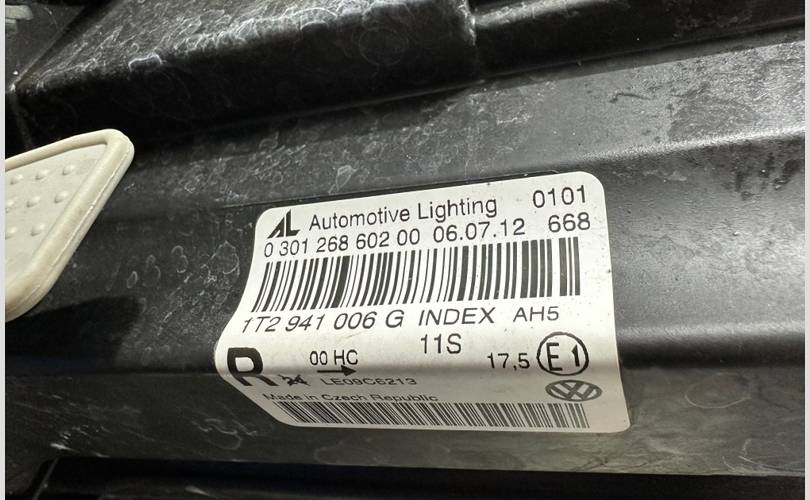 AL Automotive Lighting 0101
0 301 268 602 00 06.07.12 668
1T2 941 006 G INDEX AH5
11S
R 00 HC → 17,5 E1
LE09C6213
Made in Czech Republic